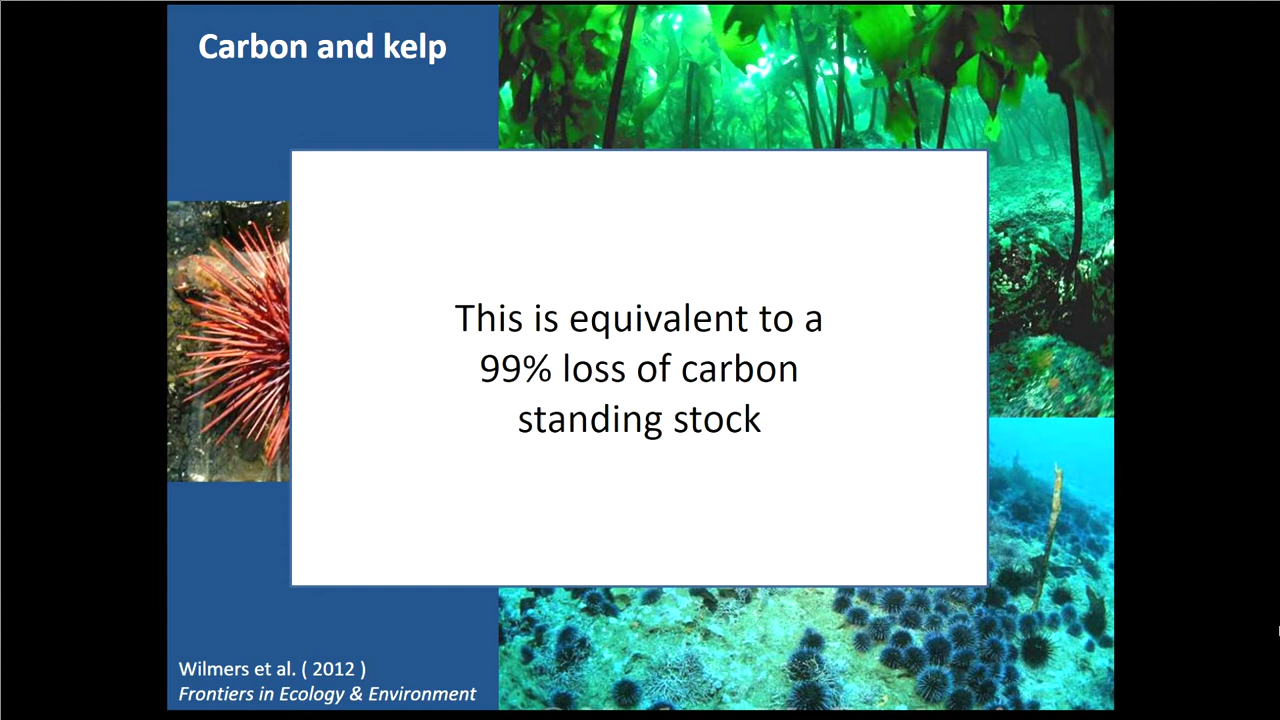 Carbon and kelp
This is equivalent to a
99% loss of carbon
standing stock
Wilmers et al. ( 2012 )
Frontiers in Ecology & Environment